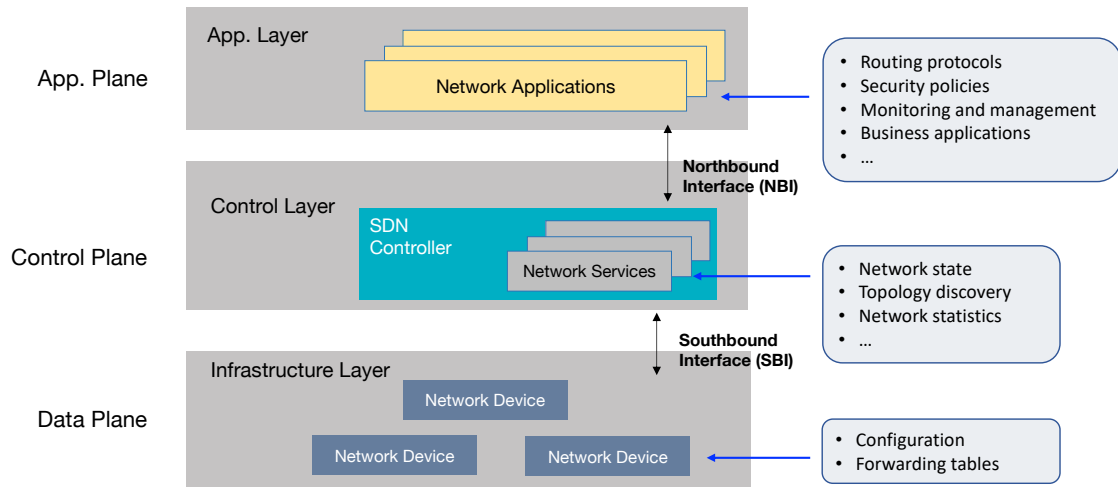 App. Layer
App. Plane
Network Applications
• Routing protocols
• Security policies
• Monitoring and management
• Business applications
• ...
Northbound
Interface (NBI)
Control Layer
Control Plane
SDN
Controller
Network Services
• Network state
• Topology discovery
• Network statistics
• ...
Southbound
Interface (SBI)
Infrastructure Layer
Data Plane
Network Device
Network Device
Network Device
• Configuration
• Forwarding tables